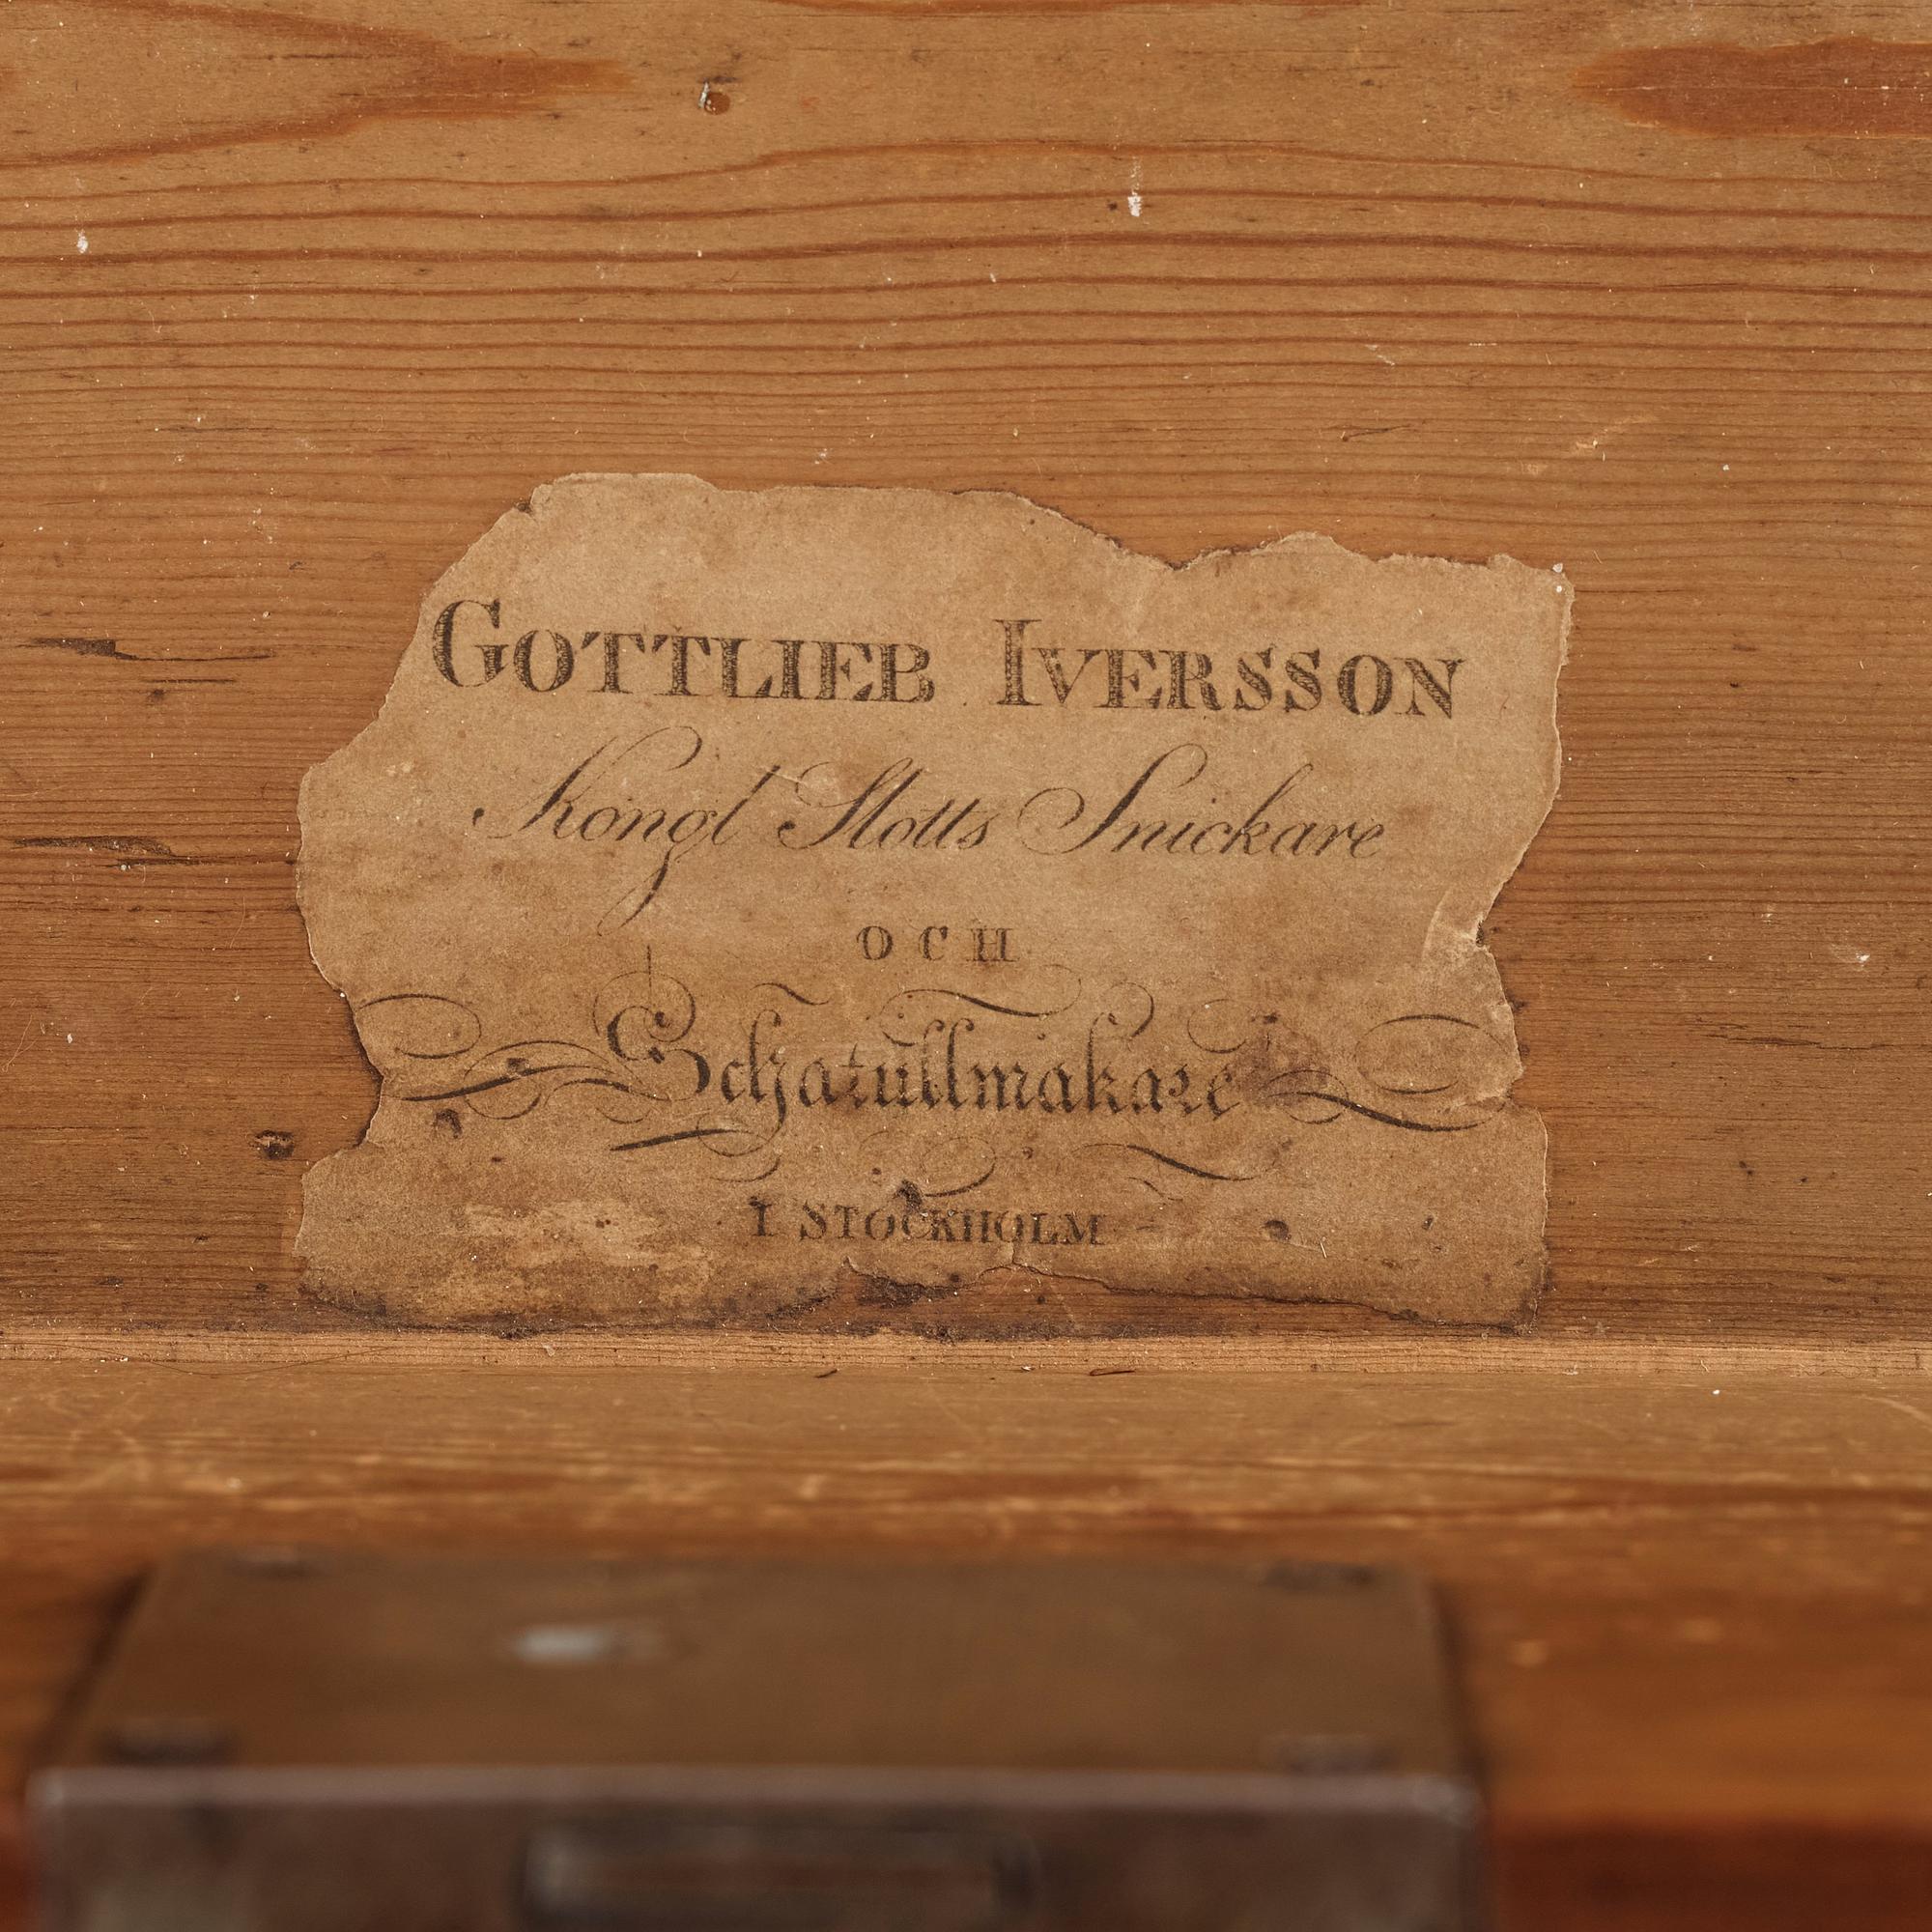 GOTTLIEB IVERSSON
Kongl Slotts Snickare
OCH
Schatullmakare
I STOCKHOLM